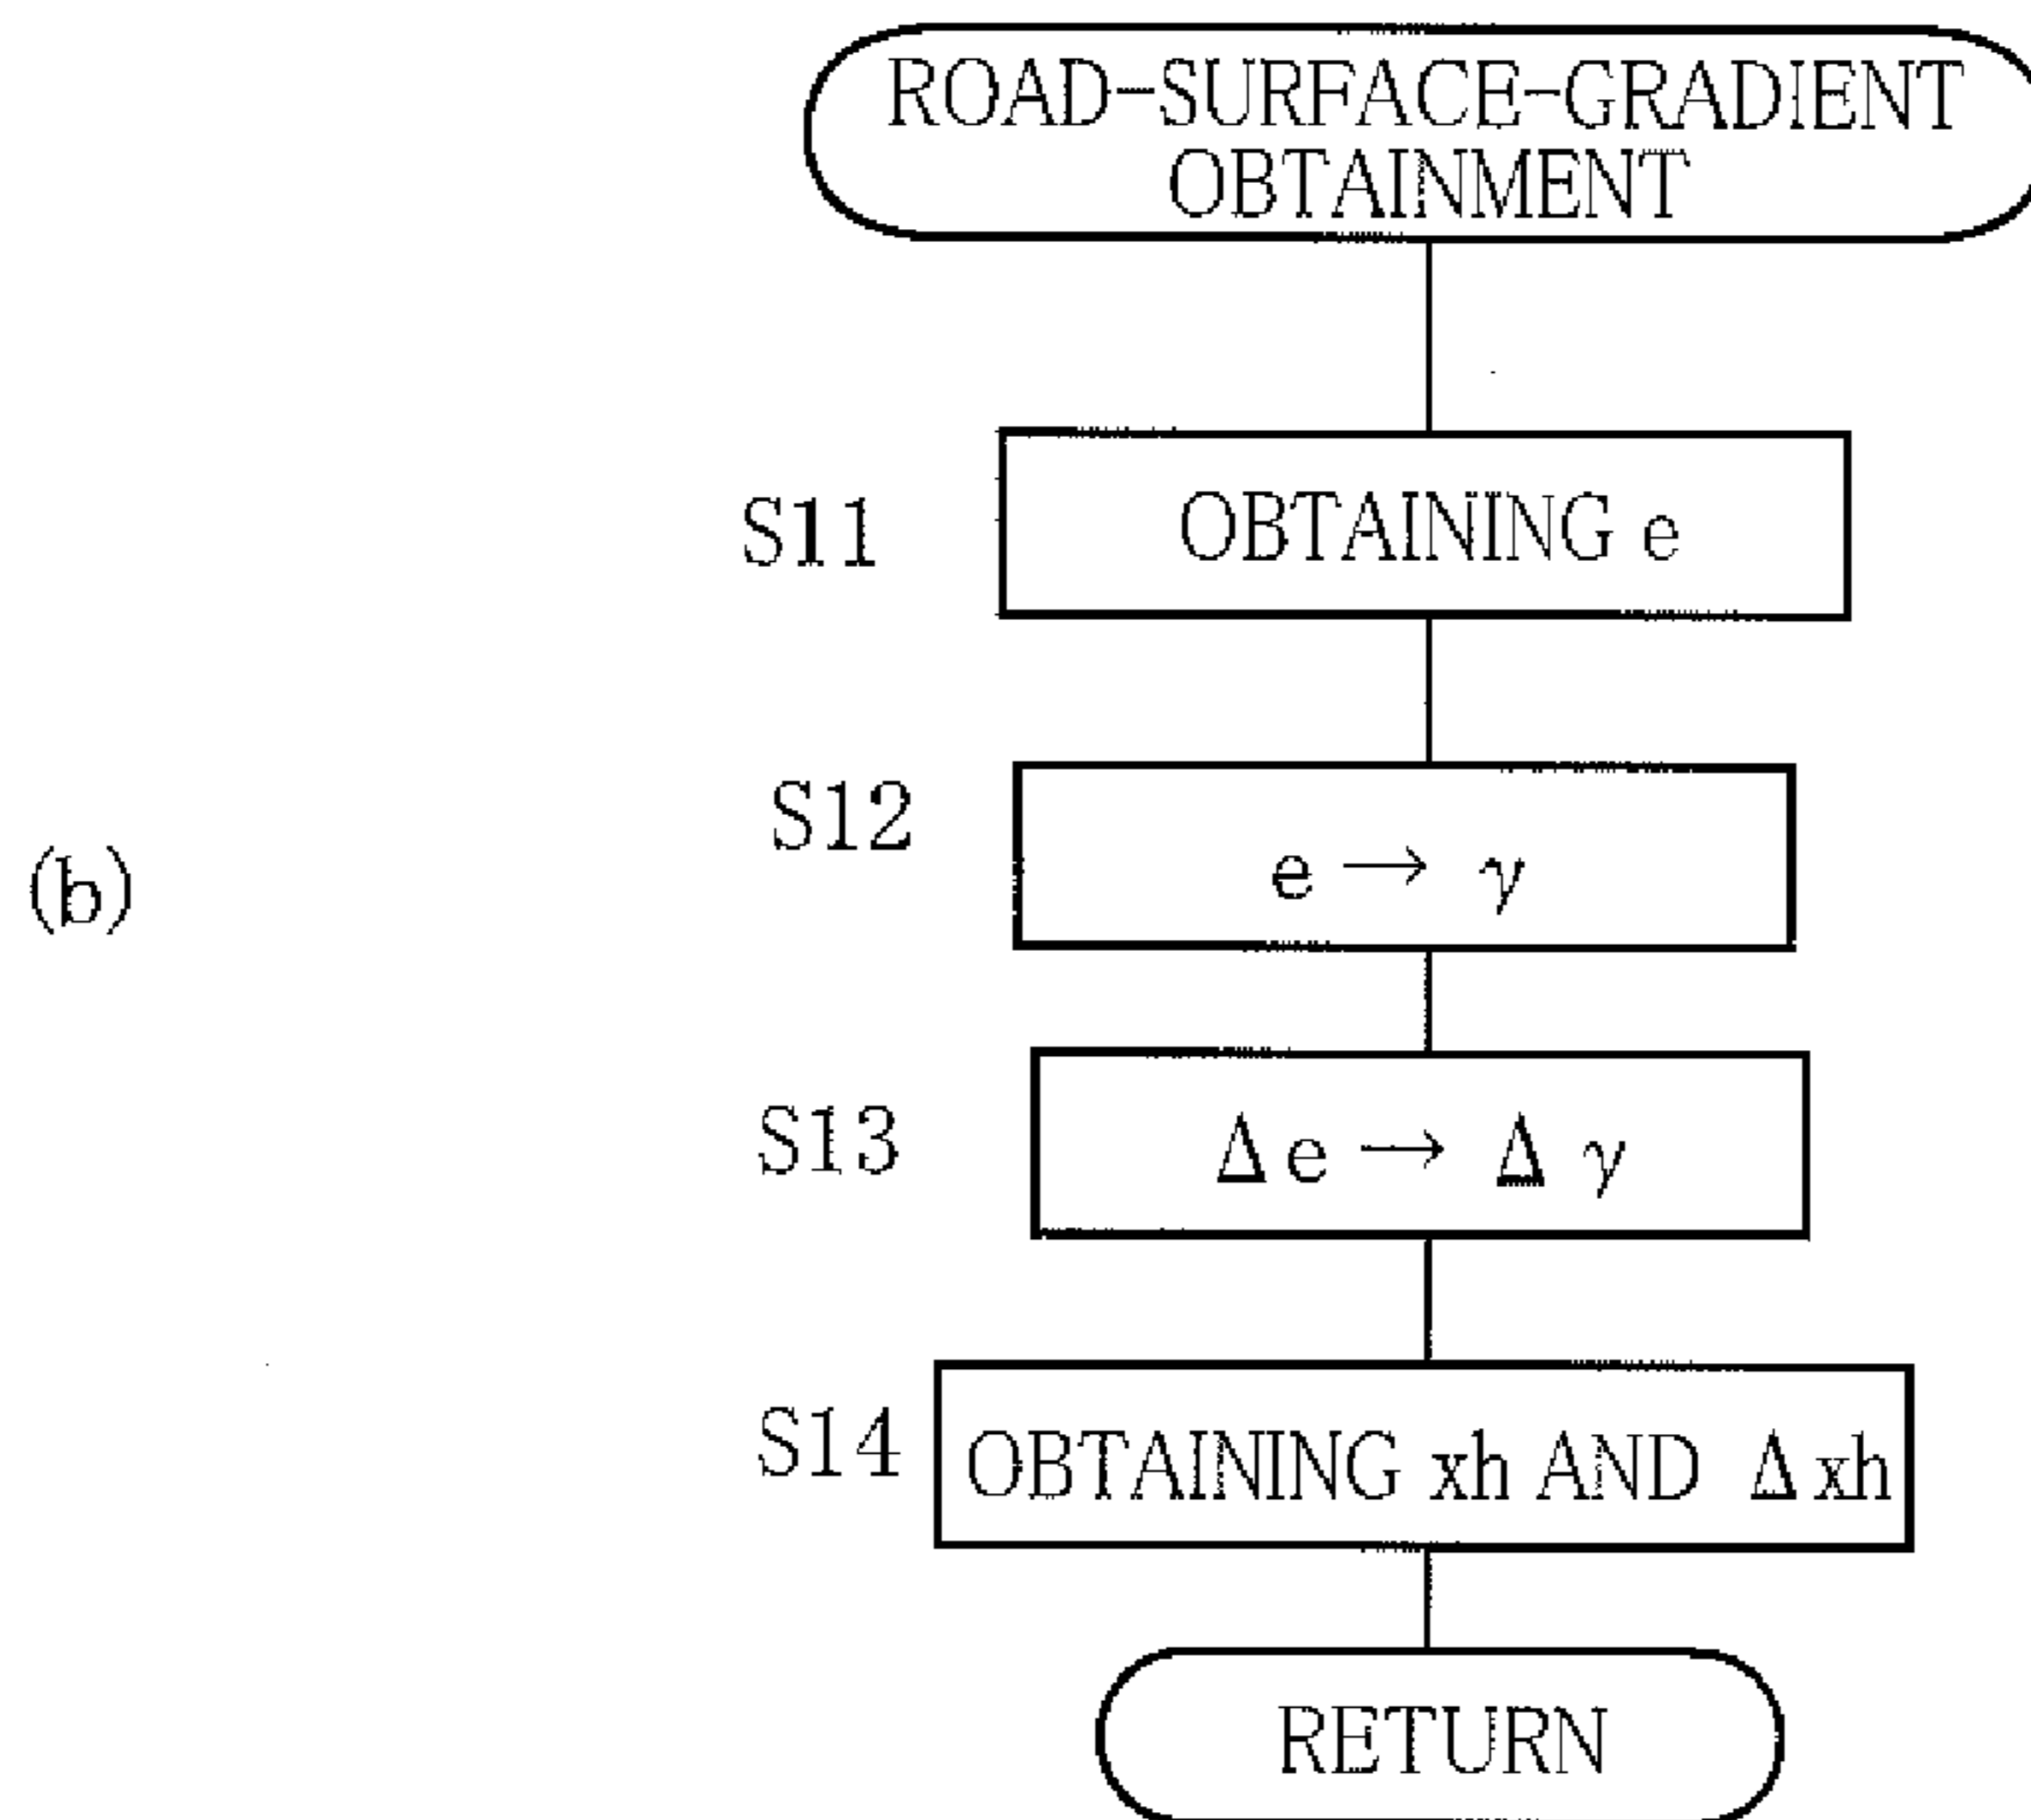 ROAD-SURFACE-GRADIENT
OBTAINMENT
S11
OBTAINING e
S12
e → γ
(b)
S13
Δe → Δγ
S14
OBTAINING xh AND Δxh
RETURN